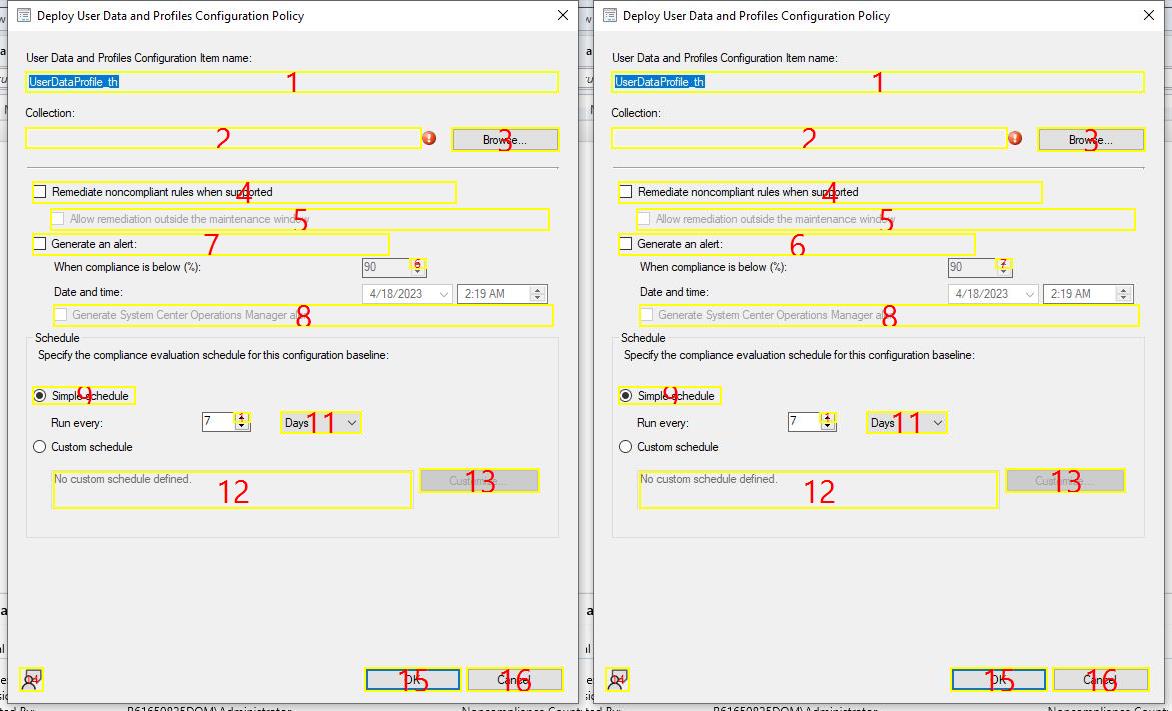 Deploy User Data and Profiles Configuration Policy
User Data and Profiles Configuration Item name:
UserDataProfile_th
1
Collection:
2
Browse...
3
Remediate noncompliant rules when supported
4
Allow remediation outside the maintenance window
5
Generate an alert:
7
When compliance is below (%):
90
6
Date and time:
4/18/2023
2:19 AM
Generate System Center Operations Manager
8
Schedule
Specify the compliance evaluation schedule for this configuration baseline:
Simple schedule
9
Run every:
7
Days
11
Custom schedule
No custom schedule defined.
12
13
OK
15
Cancel
16
Deploy User Data and Profiles Configuration Policy
User Data and Profiles Configuration Item name:
UserDataProfile_th
1
Collection:
2
Browse...
3
Remediate noncompliant rules when supported
4
Allow remediation outside the maintenance window
5
Generate an alert:
6
When compliance is below (%):
90
7
Date and time:
4/18/2023
2:19 AM
Generate System Center Operations Manager
8
Schedule
Specify the compliance evaluation schedule for this configuration baseline:
Simple schedule
9
Run every:
7
Days
11
Custom schedule
No custom schedule defined.
12
13
OK
15
Cancel
16